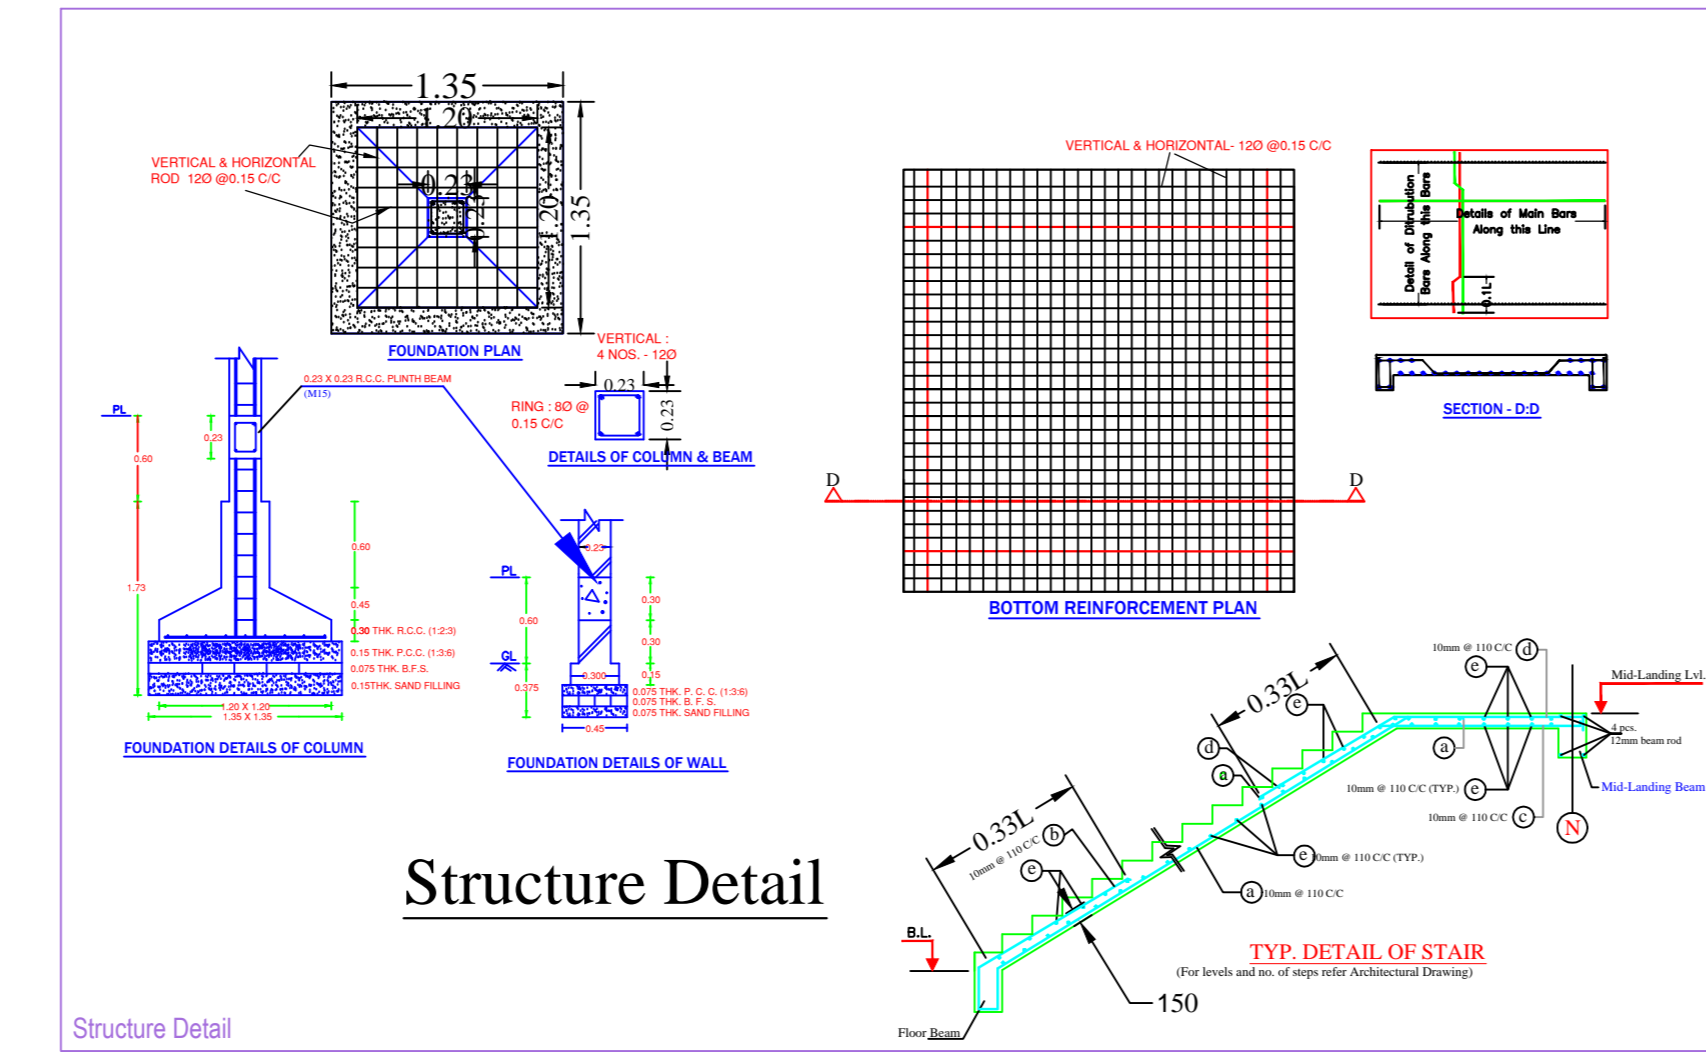 1.35
1.20
VERTICAL & HORIZONTAL
ROD 12Ø @0.15 C/C
0.23
0.23
1.20
1.35
FOUNDATION PLAN
VERTICAL :
4 NOS. - 12Ø
0.23
RING : 8Ø @
0.15 C/C
0.23
DETAILS OF COLUMN & BEAM
0.23 X 0.23 R.C.C. PLINTH BEAM
(M15)
PL
0.23
0.60
0.60
1.73
0.45
0.30 THK. R.C.C. (1:2:3)
0.15 THK. P.C.C. (1:3:6)
0.075 THK. B.F.S.
0.15THK. SAND FILLING
1.20 X 1.20
1.35 X 1.35
FOUNDATION DETAILS OF COLUMN
0.23
PL
0.30
0.60
0.30
GL
0.300
0.15
0.375
0.075 THK. P. C. C. (1:3:6)
0.075 THK. B. F. S.
0.075 THK. SAND FILLING
0.45
FOUNDATION DETAILS OF WALL
VERTICAL & HORIZONTAL- 12Ø @0.15 C/C
D
D
BOTTOM REINFORCEMENT PLAN
Detail of Ditrubution
Bars Along this Bars
Details of Main Bars
Along this Line
0.1L
SECTION - D:D
10mm @ 110 C/C
d
e
Mid-Landing Lvl.
0.33L
e
4 pcs.
12mm beam rod
d
a
a
10mm @ 110 C/C (TYP.)
e
Mid-Landing Beam
10mm @ 110 C/C
c
N
0.33L
10mm @ 110 C/C
b
e
e
10mm @ 110 C/C (TYP.)
a
10mm @ 110 C/C
B.L.
150
Floor Beam
TYP. DETAIL OF STAIR
(For levels and no. of steps refer Architectural Drawing)
Structure Detail
Structure Detail